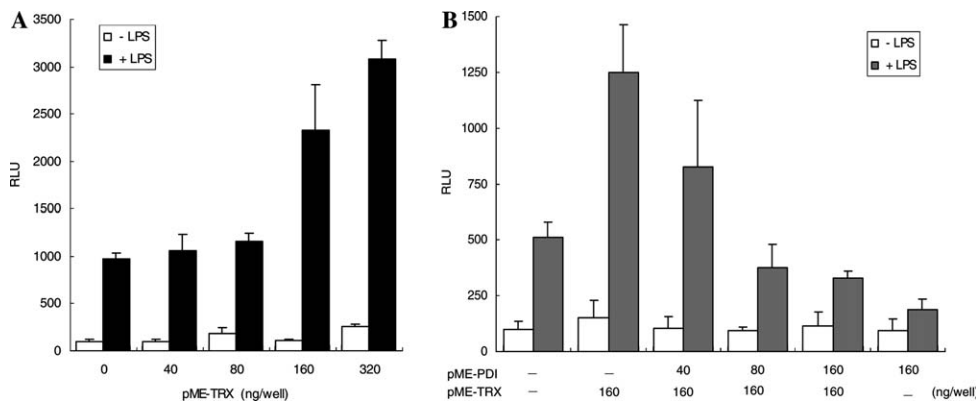 A
3500
3000
2500
2000
1500
1000
500
0
RLU
- LPS
+ LPS
0 40 80 160 320
pME-TRX (ng/well)
B
1500
1250
1000
750
500
250
0
RLU
- LPS
+ LPS
pME-PDI — — 40 80 160 160
pME-TRX — 160 160 160 160 — (ng/well)